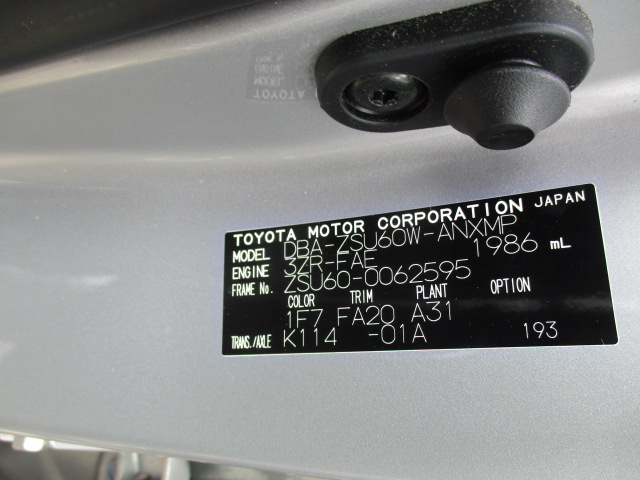 TOYOTA MOTOR CORPORATION JAPAN
MODEL DBA-ZSU60W-ANXMP
ENGINE 3ZR-FAE 1986 mL
FRAME No. ZSU60-0062595
COLOR TRIM PLANT OPTION
1F7 FA20 A31
TRANS./AXLE K114 -01A 193